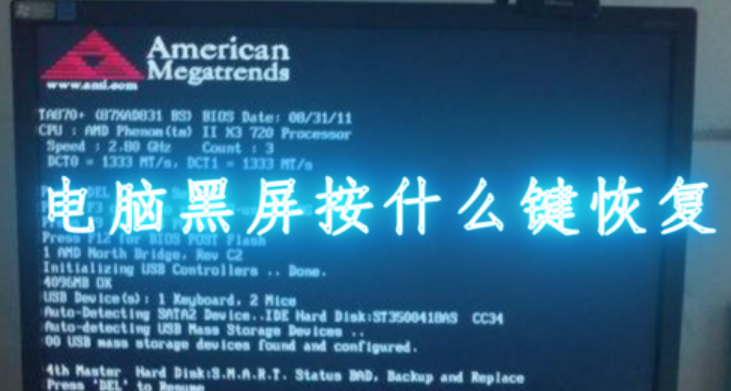 American
Megatrends
www.ami.com
TA870+ (87XAD831 BS) BIOS Date: 08/31/11
CPU : AMD Phenom(tm) II X3 720 Processor
Speed : 2.80 GHz Count : 3
DCT0 = 1333 MT/s, DCT1 = 1333 MT/s
电脑黑屏按什么键恢复
Press F12 for BIOS POST Flash
1 AMD North Bridge, Rev C2
Initializing USB Controllers .. Done.
4096MB OK
USB Device(s): 1 Keyboard, 2 Mice
Auto-Detecting SATA2 Device..IDE Hard Disk:ST3500418AS CC34
Auto-detecting USB Mass Storage Devices ..
00 USB mass storage devices found and configured.
4th Master Hard Disk:S.M.A.R.T. Status BAD, Backup and Replace
Press 'DEL' to Resume